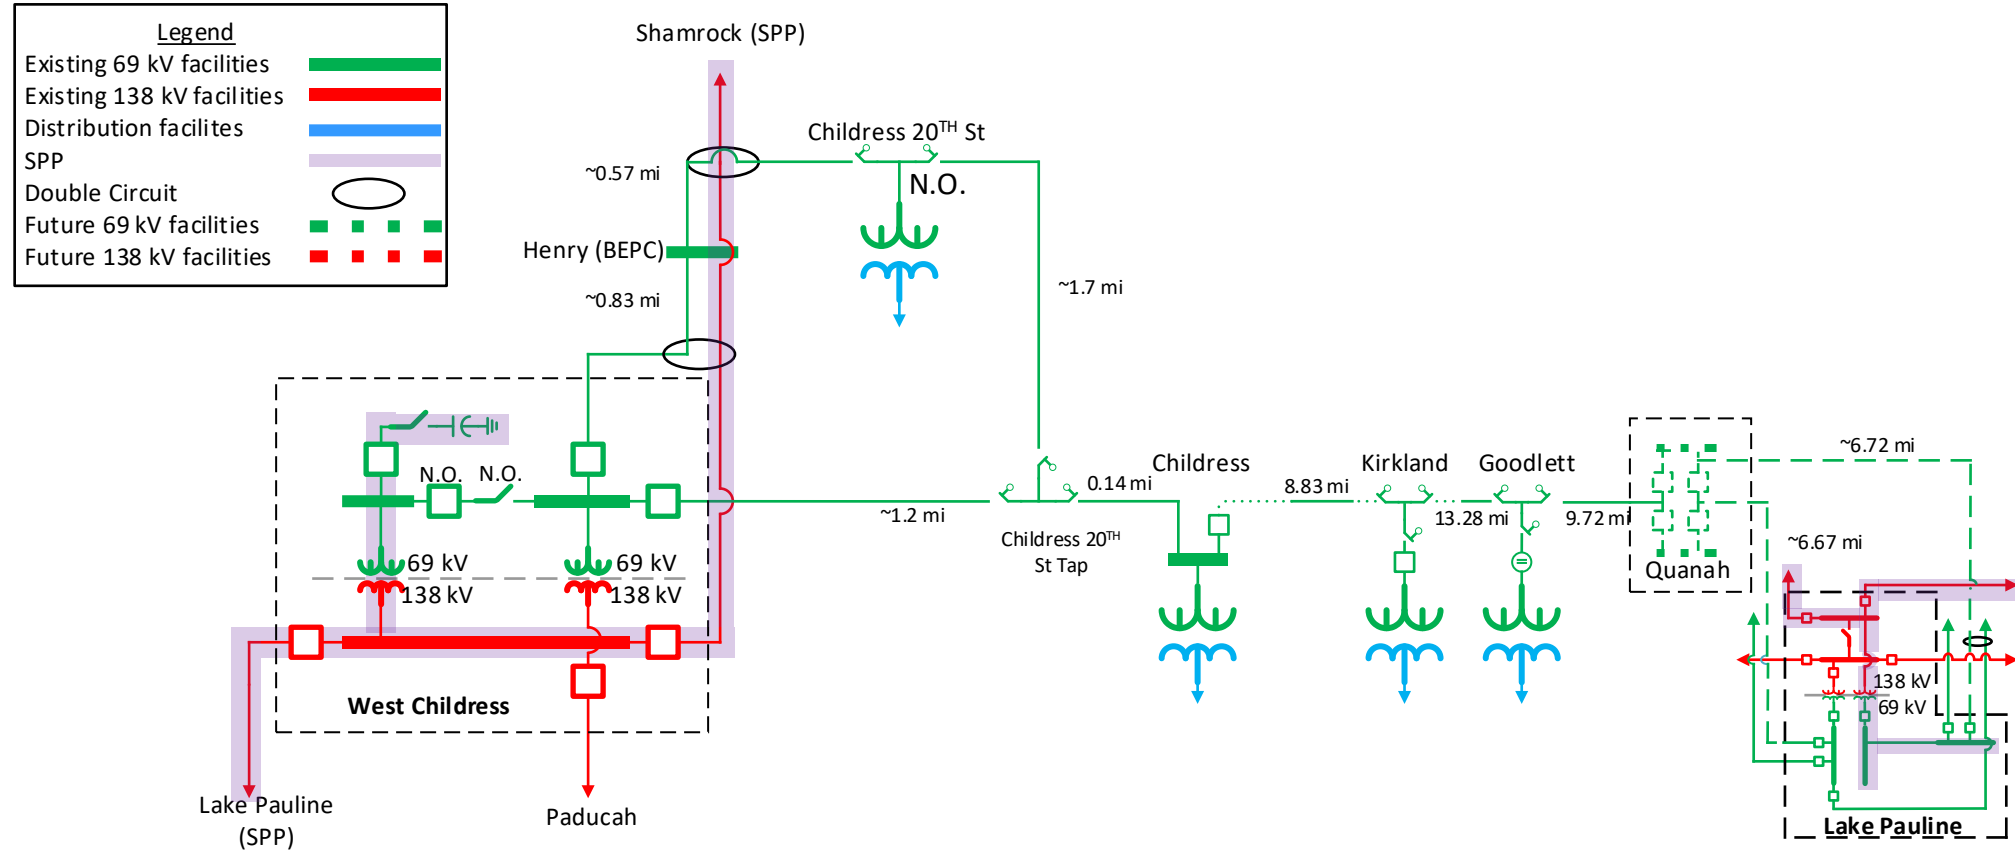 Legend
Existing 69 kV facilities
Existing 138 kV facilities
Distribution facilites
SPP
Double Circuit
Future 69 kV facilities
Future 138 kV facilities
Shamrock (SPP)
Childress 20TH St
N.O.
~0.57 mi
Henry (BEPC)
~0.83 mi
~1.7 mi
N.O.
N.O.
69 kV
138 kV
69 kV
138 kV
West Childress
Lake Pauline
(SPP)
Paducah
~1.2 mi
Childress 20TH
St Tap
0.14 mi
Childress
8.83 mi
Kirkland
13.28 mi
Goodlett
9.72 mi
Quanah
~6.72 mi
~6.67 mi
138 kV
69 kV
Lake Pauline